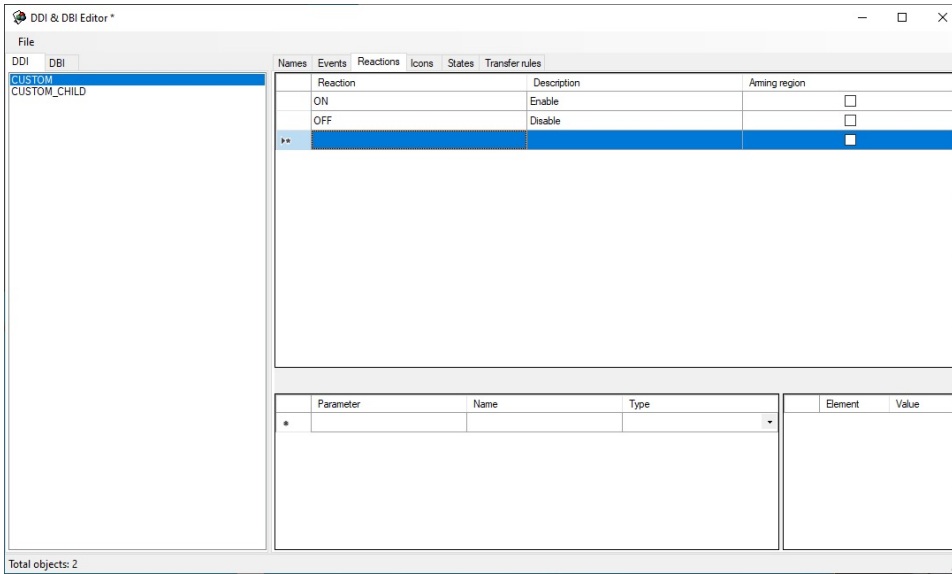 DDI & DBI Editor *
File
DDI DBI
Names Events Reactions Icons States Transfer rules
CUSTOM
CUSTOM_CHILD
Reaction Description Arming region
ON Enable
OFF Disable
Parameter Name Type
Element Value
Total objects: 2